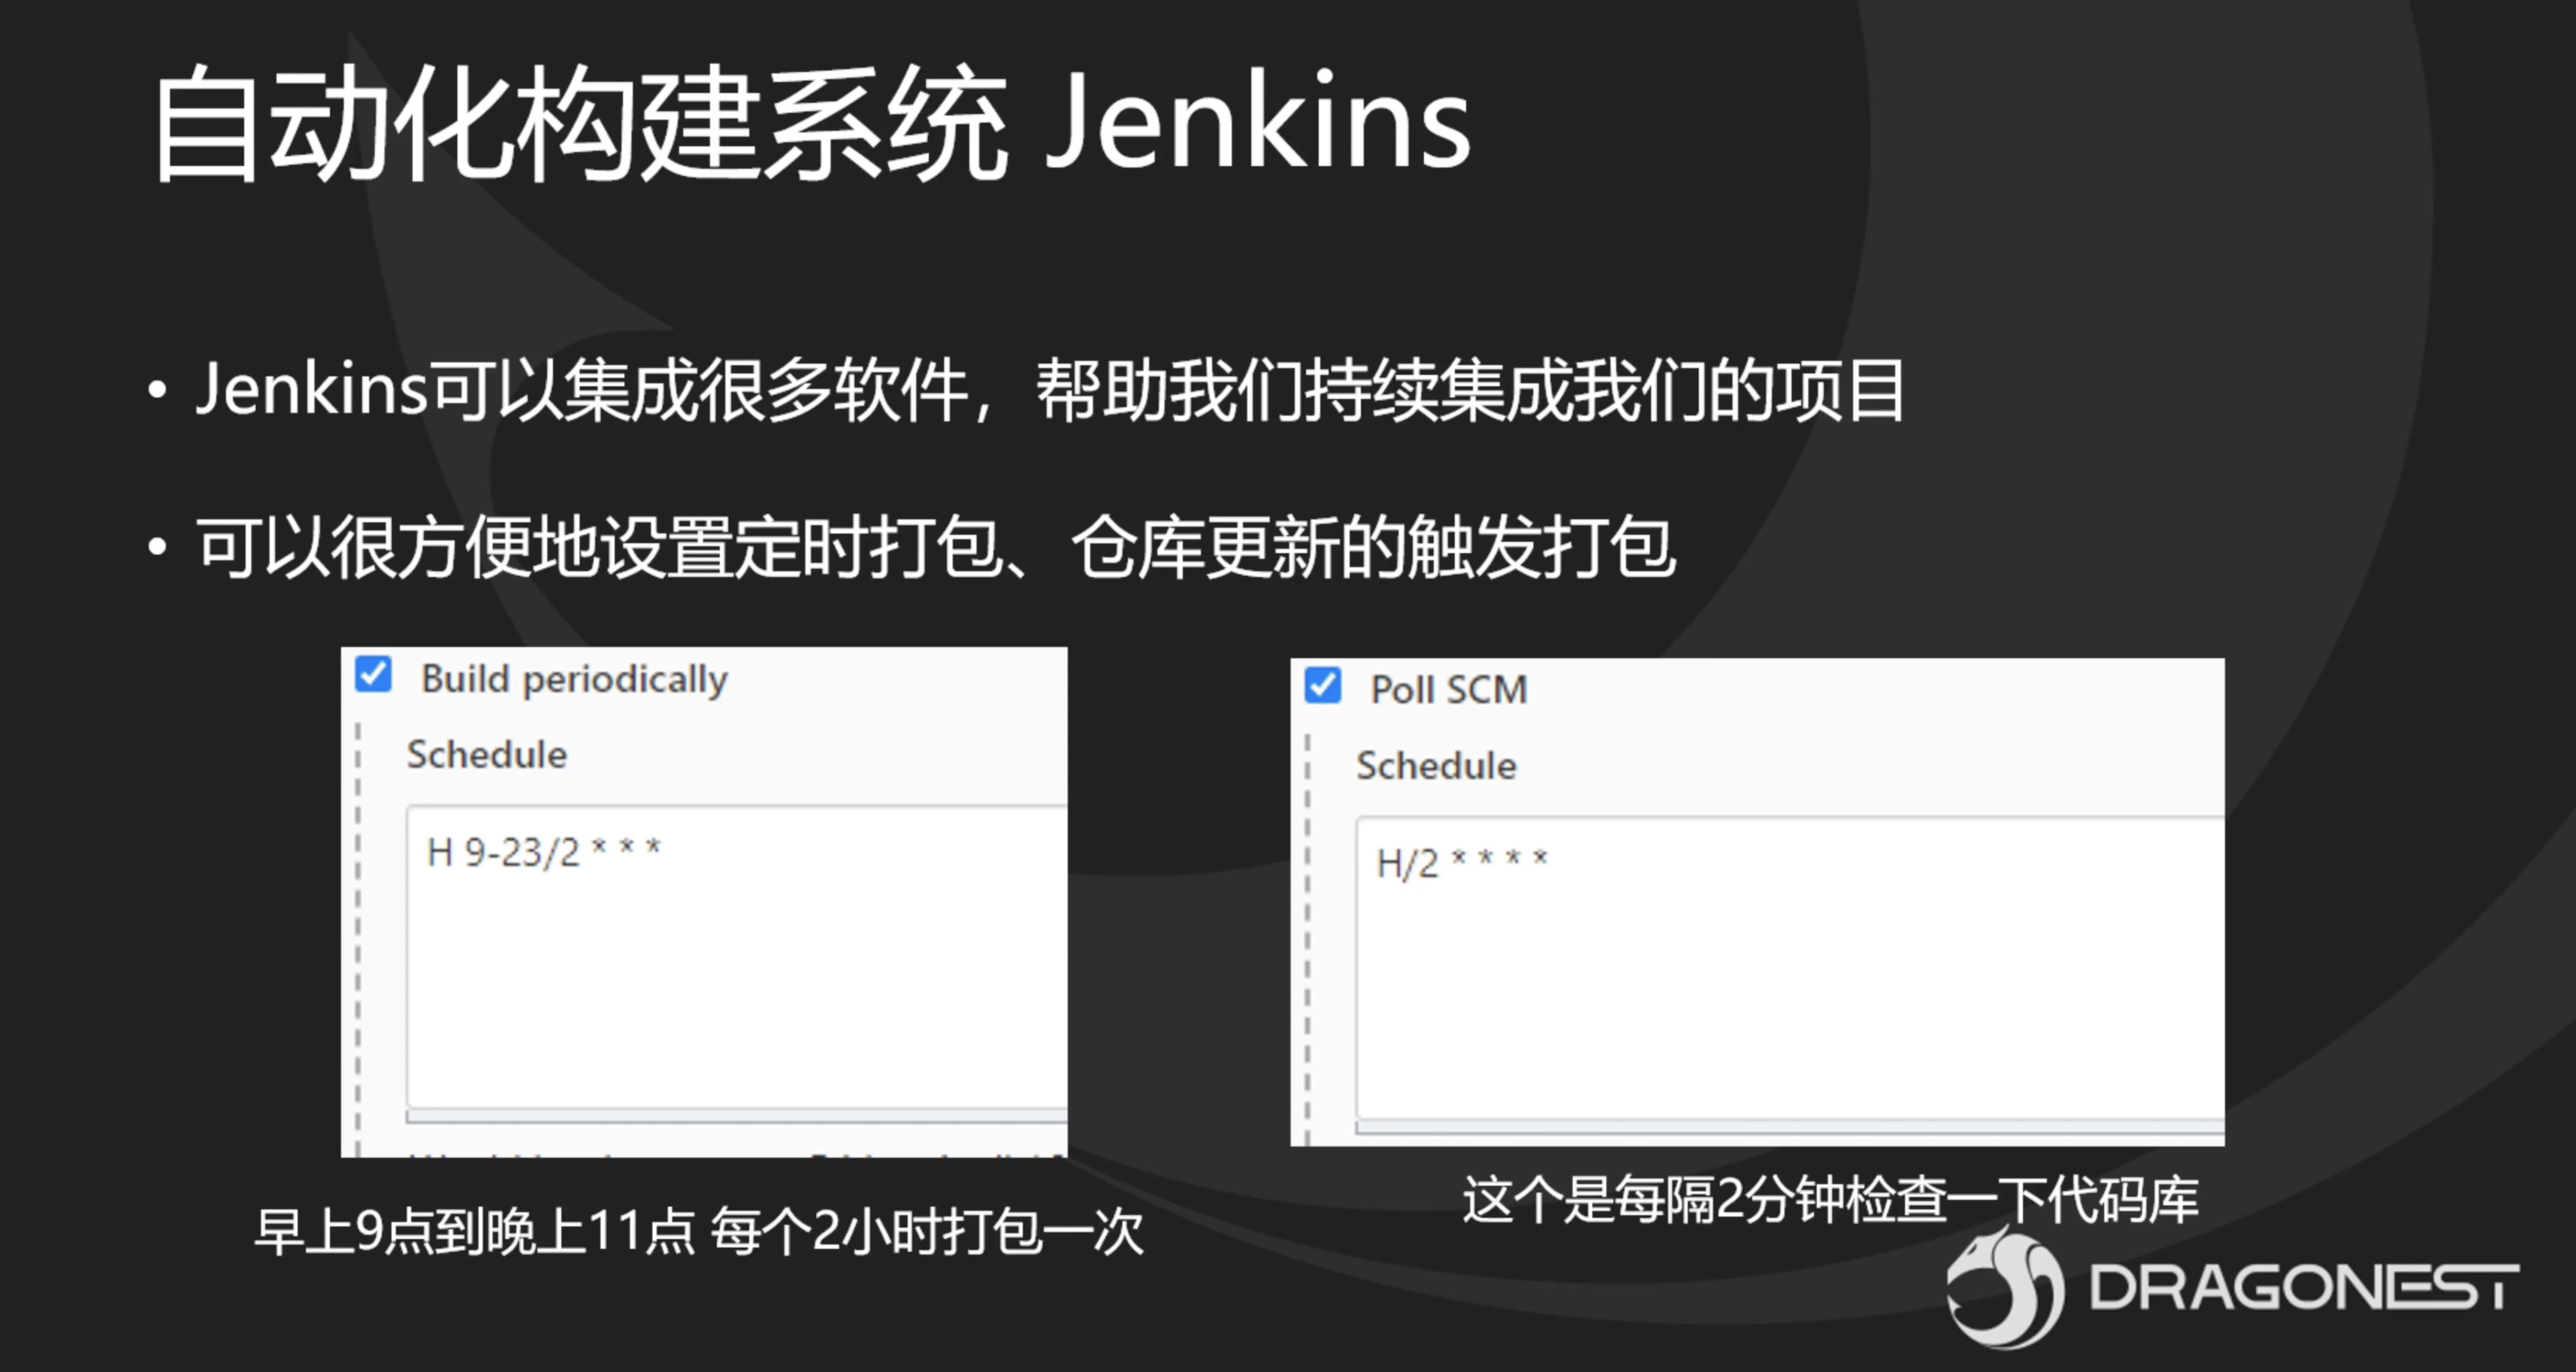 自动化构建系统 Jenkins
• Jenkins可以集成很多软件，帮助我们持续集成我们的项目
• 可以很方便地设置定时打包、仓库更新的触发打包
Build periodically
Schedule
H 9-23/2 * * *
早上9点到晚上11点 每个2小时打包一次
Poll SCM
Schedule
H/2 * * * *
这个是每隔2分钟检查一下代码库
DRAGONEST